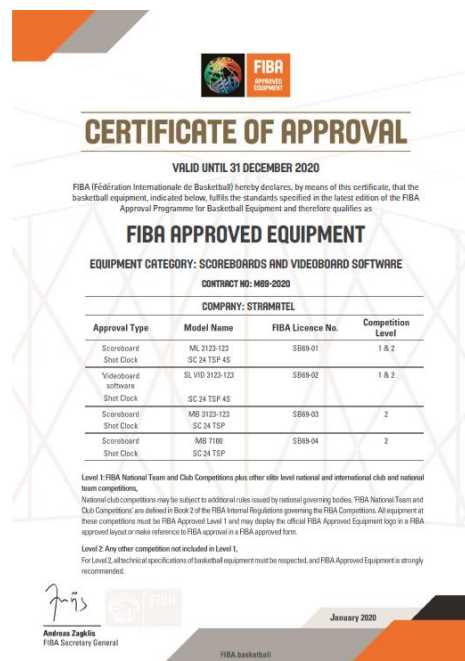 FIBA
APPROVED
EQUIPMENT
CERTIFICATE OF APPROVAL
VALID UNTIL 31 DECEMBER 2020
FIBA (Fédération Internationale de Basketball) hereby declares, by means of this certificate, that the
basketball equipment, indicated below, fulfils the standards specified in the latest edition of the FIBA
Approval Programme for Basketball Equipment and therefore qualifies as
FIBA APPROVED EQUIPMENT
EQUIPMENT CATEGORY: SCOREBOARDS AND VIDEOBOARD SOFTWARE
CONTRACT NO: M69-2020
COMPANY: STRAMATEL
Approval Type Model Name FIBA Licence No. Competition Level
Scoreboard ML 3123-123 SB69-01 1 & 2
Shot Clock SC 24 TSP 4S
Videoboard software SL VID 3123-123 SB69-02 1 & 2
Shot Clock SC 24 TSP 4S
Scoreboard MB 3123-123 SB69-03 2
Shot Clock SC 24 TSP
Scoreboard MB 7100 SB69-04 2
Shot Clock SC 24 TSP
Level 1: FIBA National Team and Club Competitions plus other elite level national and international club and national
team competitions,
National club competitions may be subject to additional rules issued by national governing bodies. 'FIBA National Team and
Club Competitions' are defined in Book 2 of the FIBA Internal Regulations governing the FIBA Competitions. All equipment at
these competitions must be FIBA Approved Level 1 and may display the official FIBA Approved Equipment logo in a FIBA
approved layout or make reference to FIBA approval in a FIBA approved form.
Level 2: Any other competition not included in Level 1,
For Level 2, all technical specifications of basketball equipment must be respected, and FIBA Approved Equipment is strongly
recommended.
FIBA
Andreas Zagklis
FIBA Secretary General
January 2020
FIBA.basketball